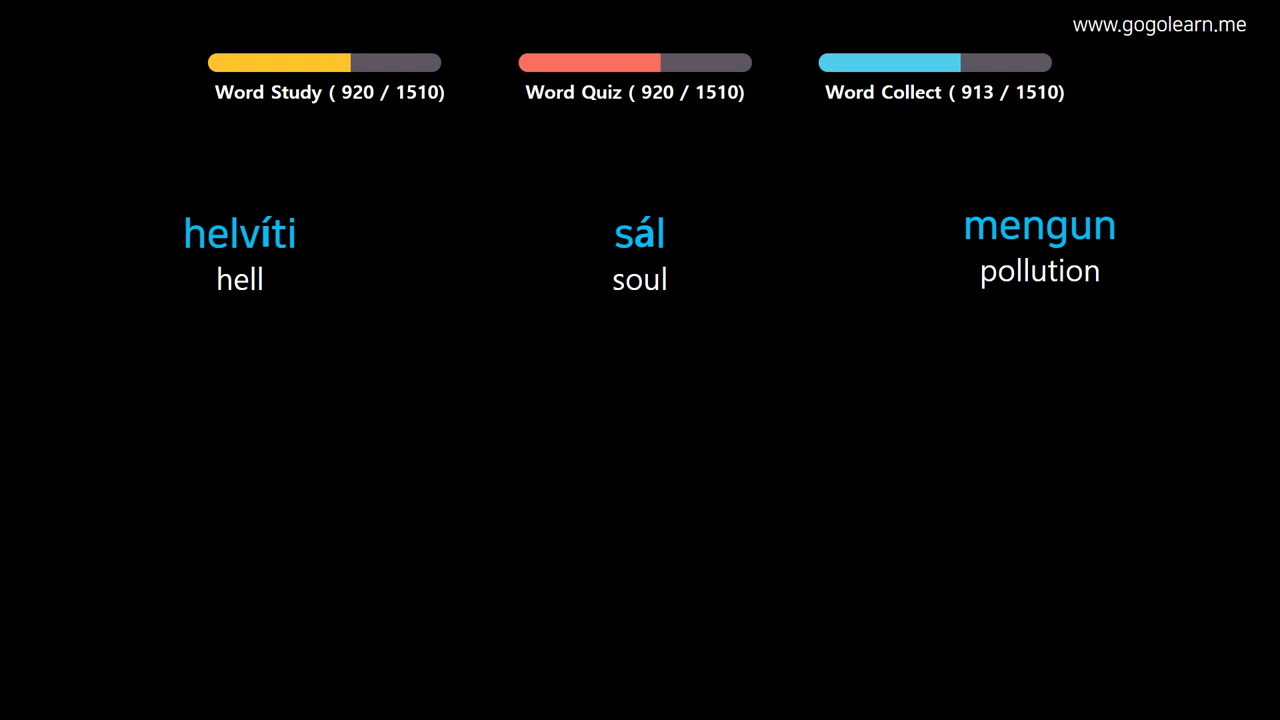 www.gogolearn.me
Word Study ( 920 / 1510)
Word Quiz ( 920 / 1510)
Word Collect ( 913 / 1510)
helvíti
hell
sál
soul
mengun
pollution